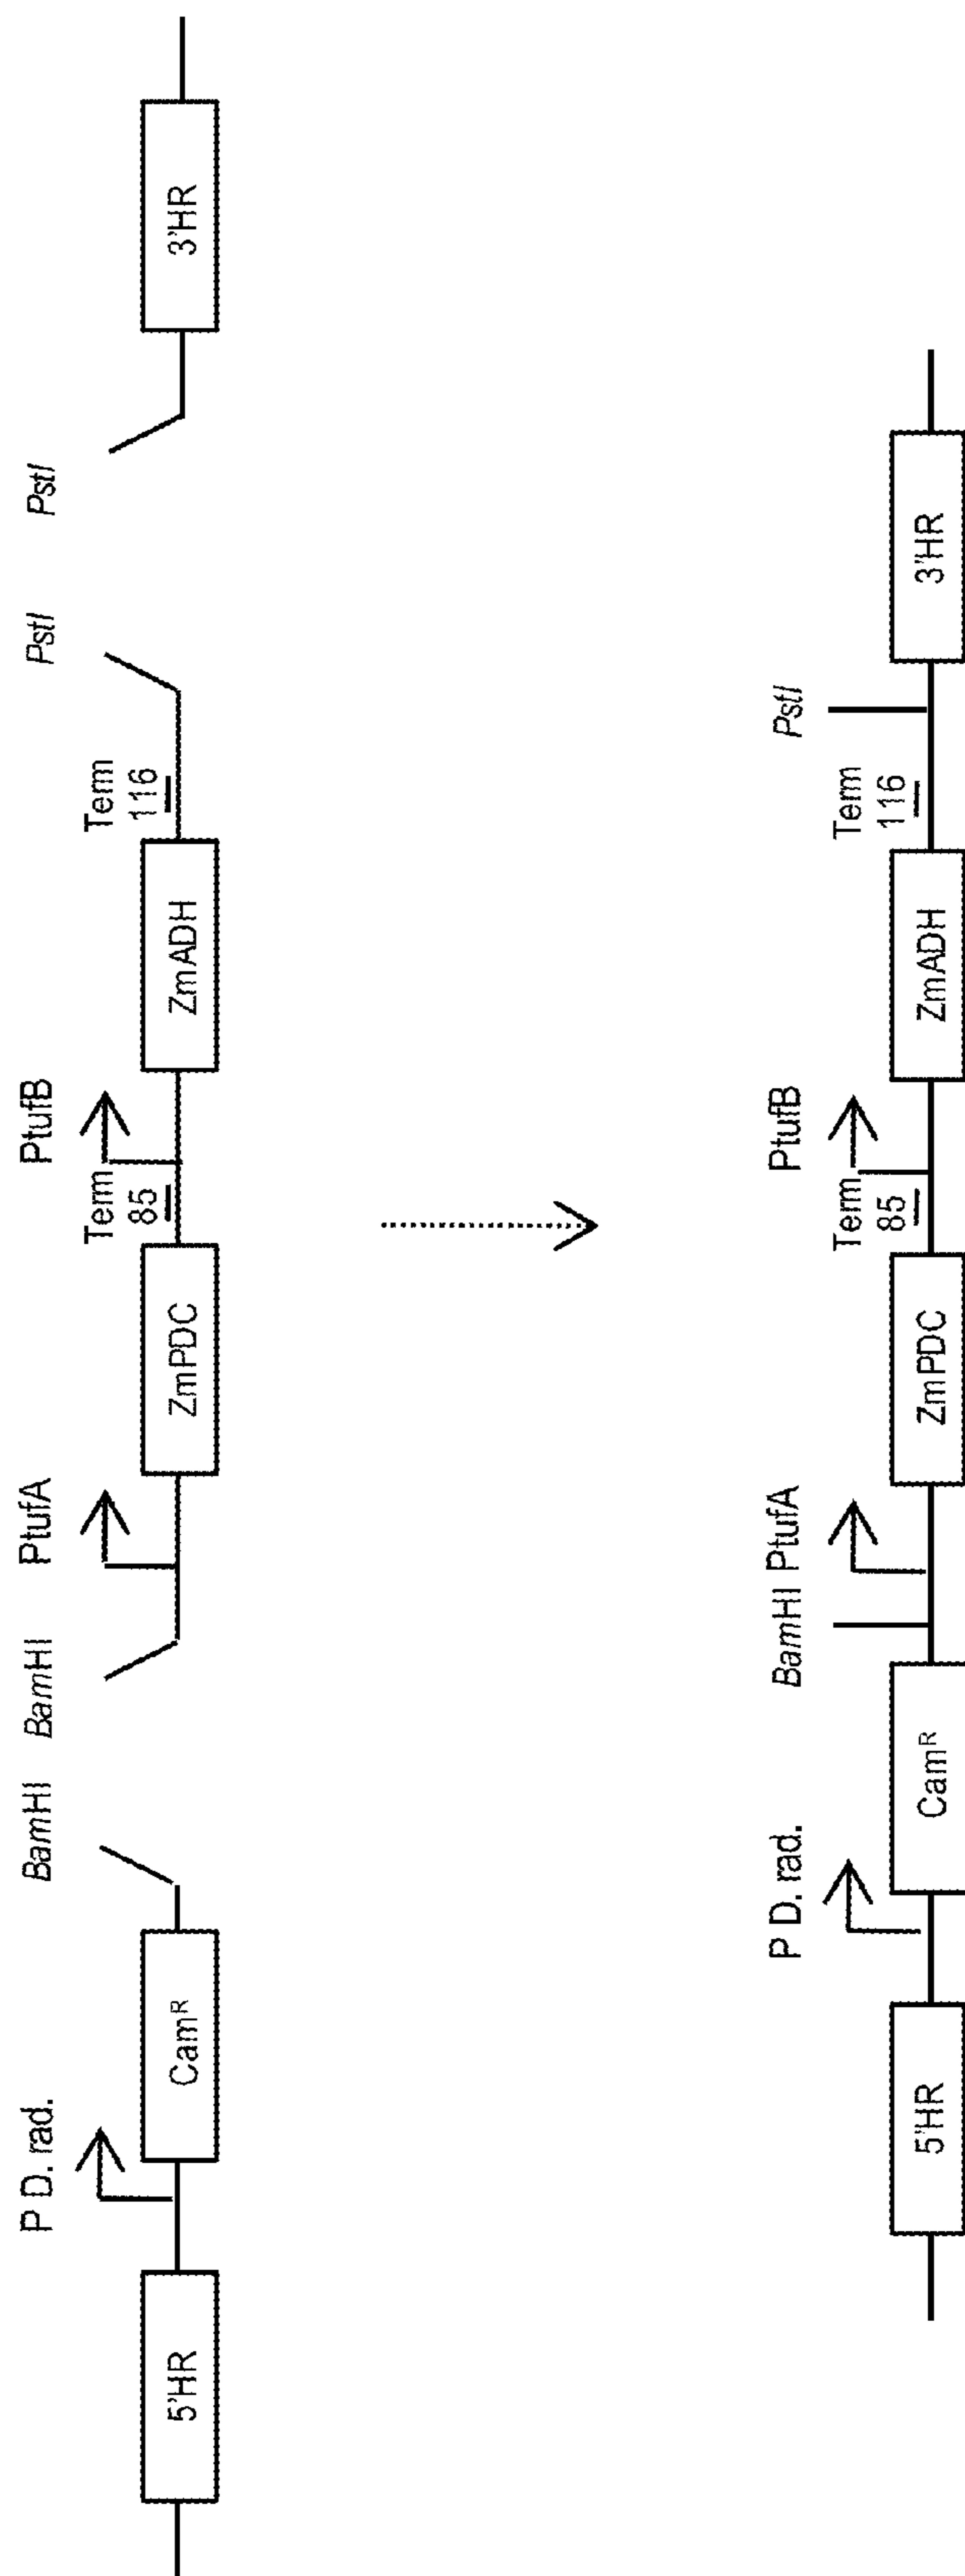 P D. rad.
BamHI
BamHI
PtufA
PtufB
PstI
PstI
Term
85
Term
116
5'HR
Camᴿ
ZmPDC
ZmADH
3'HR
P D. rad.
BamHI PtufA
PtufB
PstI
Term
85
Term
116
5'HR
Camᴿ
ZmPDC
ZmADH
3'HR